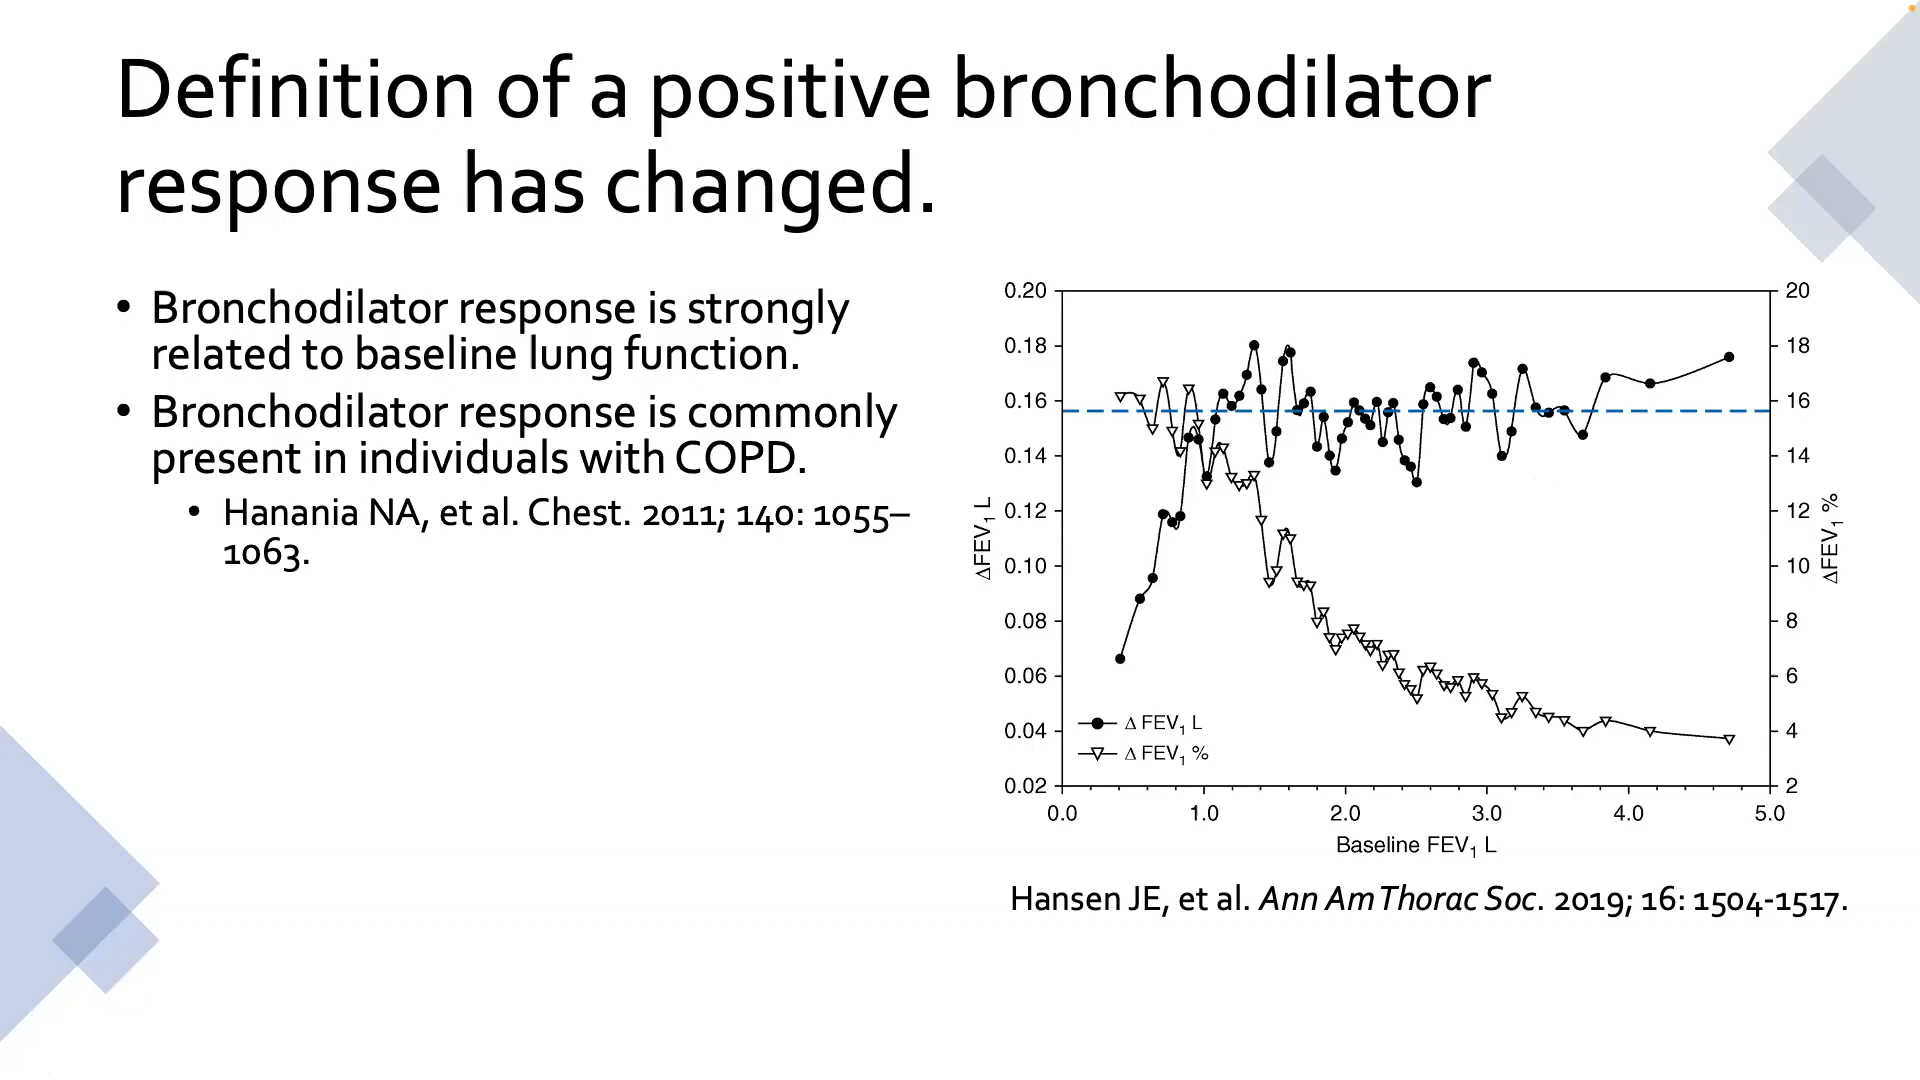 Definition of a positive bronchodilator
response has changed.
• Bronchodilator response is strongly
related to baseline lung function.
• Bronchodilator response is commonly
present in individuals with COPD.
• Hanania NA, et al. Chest. 2011; 140: 1055–
1063.
0.20
0.18
0.16
0.14
0.12
0.10
0.08
0.06
0.04
0.02
ΔFEV₁ L
20
18
16
14
12
10
8
6
4
2
ΔFEV₁ %
Δ FEV₁ L
Δ FEV₁ %
0.0 1.0 2.0 3.0 4.0 5.0
Baseline FEV₁ L
Hansen JE, et al. Ann Am Thorac Soc. 2019; 16: 1504-1517.